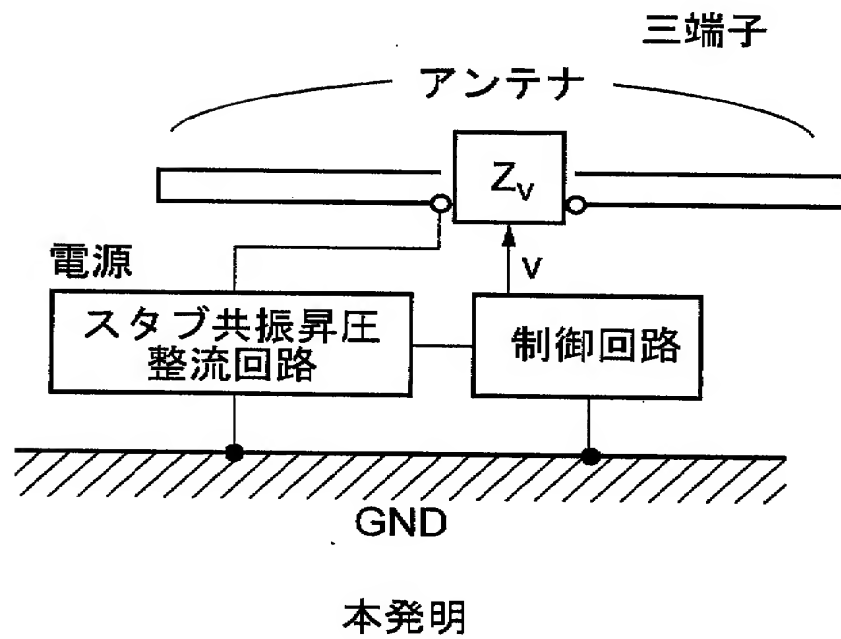 三端子
アンテナ
Zv
電源
V
スタブ共振昇圧
整流回路
制御回路
GND
本発明